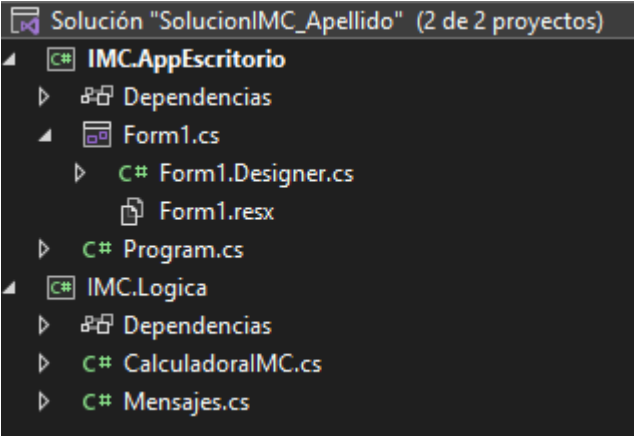 Solución "SolucionIMC_Apellido" (2 de 2 proyectos)
C# IMC.AppEscritorio
Dependencias
Form1.cs
C# Form1.Designer.cs
Form1.resx
C# Program.cs
C# IMC.Logica
Dependencias
C# CalculadoraIMC.cs
C# Mensajes.cs